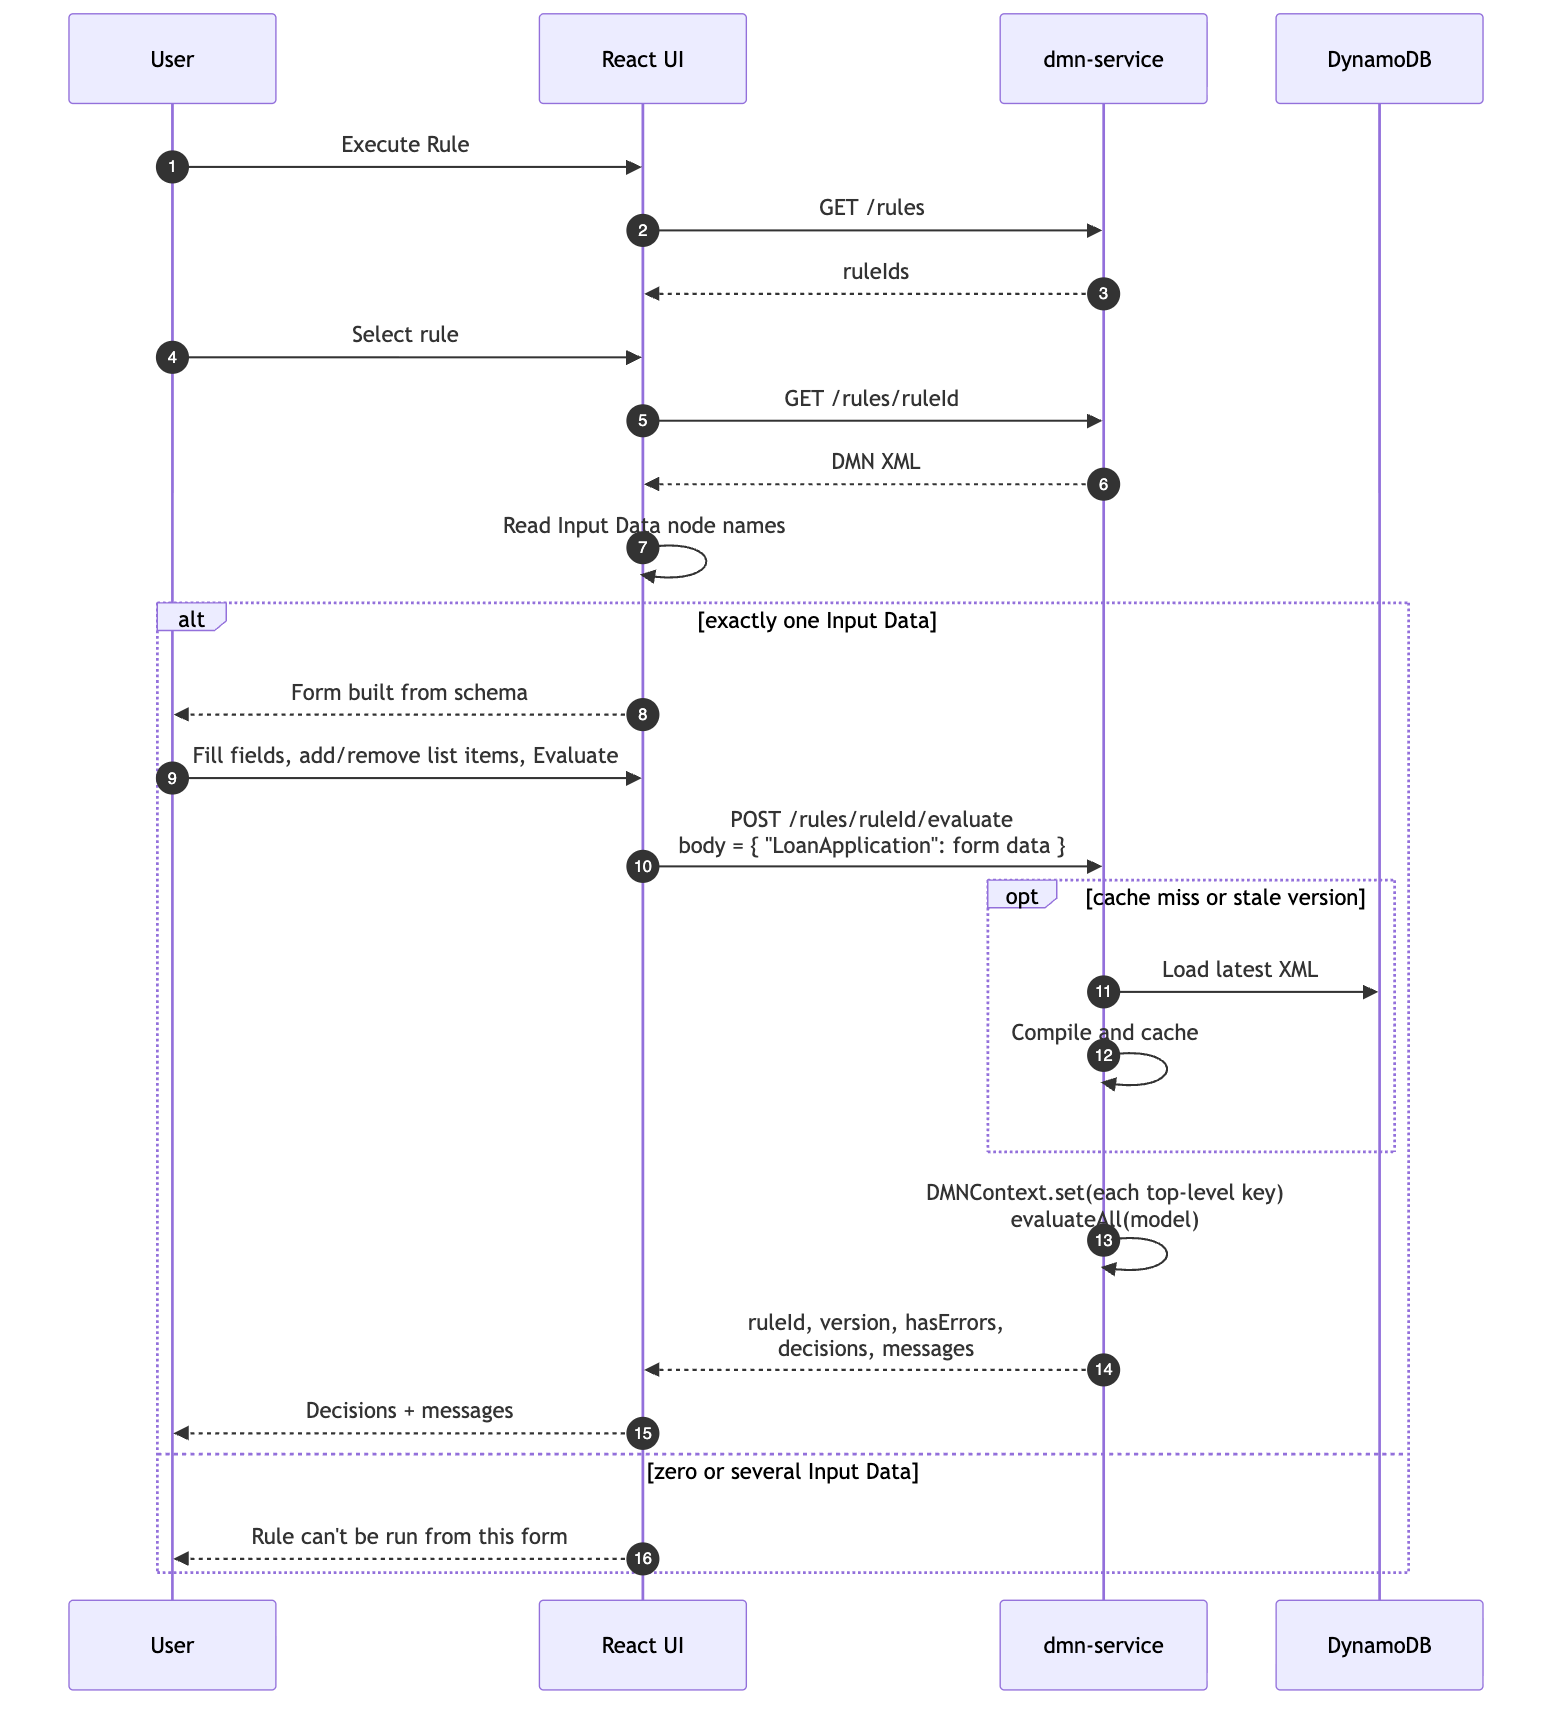 User
React UI
dmn-service
DynamoDB
Execute Rule
1
GET /rules
2
ruleIds
3
Select rule
4
GET /rules/ruleId
5
DMN XML
6
Read Input Data node names
7
alt
[exactly one Input Data]
Form built from schema
8
Fill fields, add/remove list items, Evaluate
9
POST /rules/ruleId/evaluate
body = { "LoanApplication": form data }
10
opt
[cache miss or stale version]
Load latest XML
11
Compile and cache
12
DMNContext.set(each top-level key)
evaluateAll(model)
13
ruleId, version, hasErrors,
decisions, messages
14
Decisions + messages
15
[zero or several Input Data]
Rule can't be run from this form
16
User
React UI
dmn-service
DynamoDB